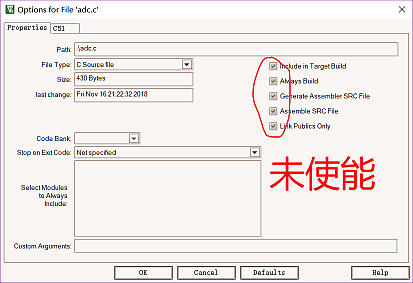 Options for File 'adc.c'
Properties C51
Path: .\adc.c
File Type: C Source file
Size: 430 Bytes
last change: Fri Nov 16 21:22:32 2018
Include in Target Build
Always Build
Generate Assembler SRC File
Assemble SRC File
Link Publics Only
Code Bank:
Stop on Exit Code: Not specified
Select Modules
to Always
Include:
未使能
Custom Arguments:
OK Cancel Defaults Help